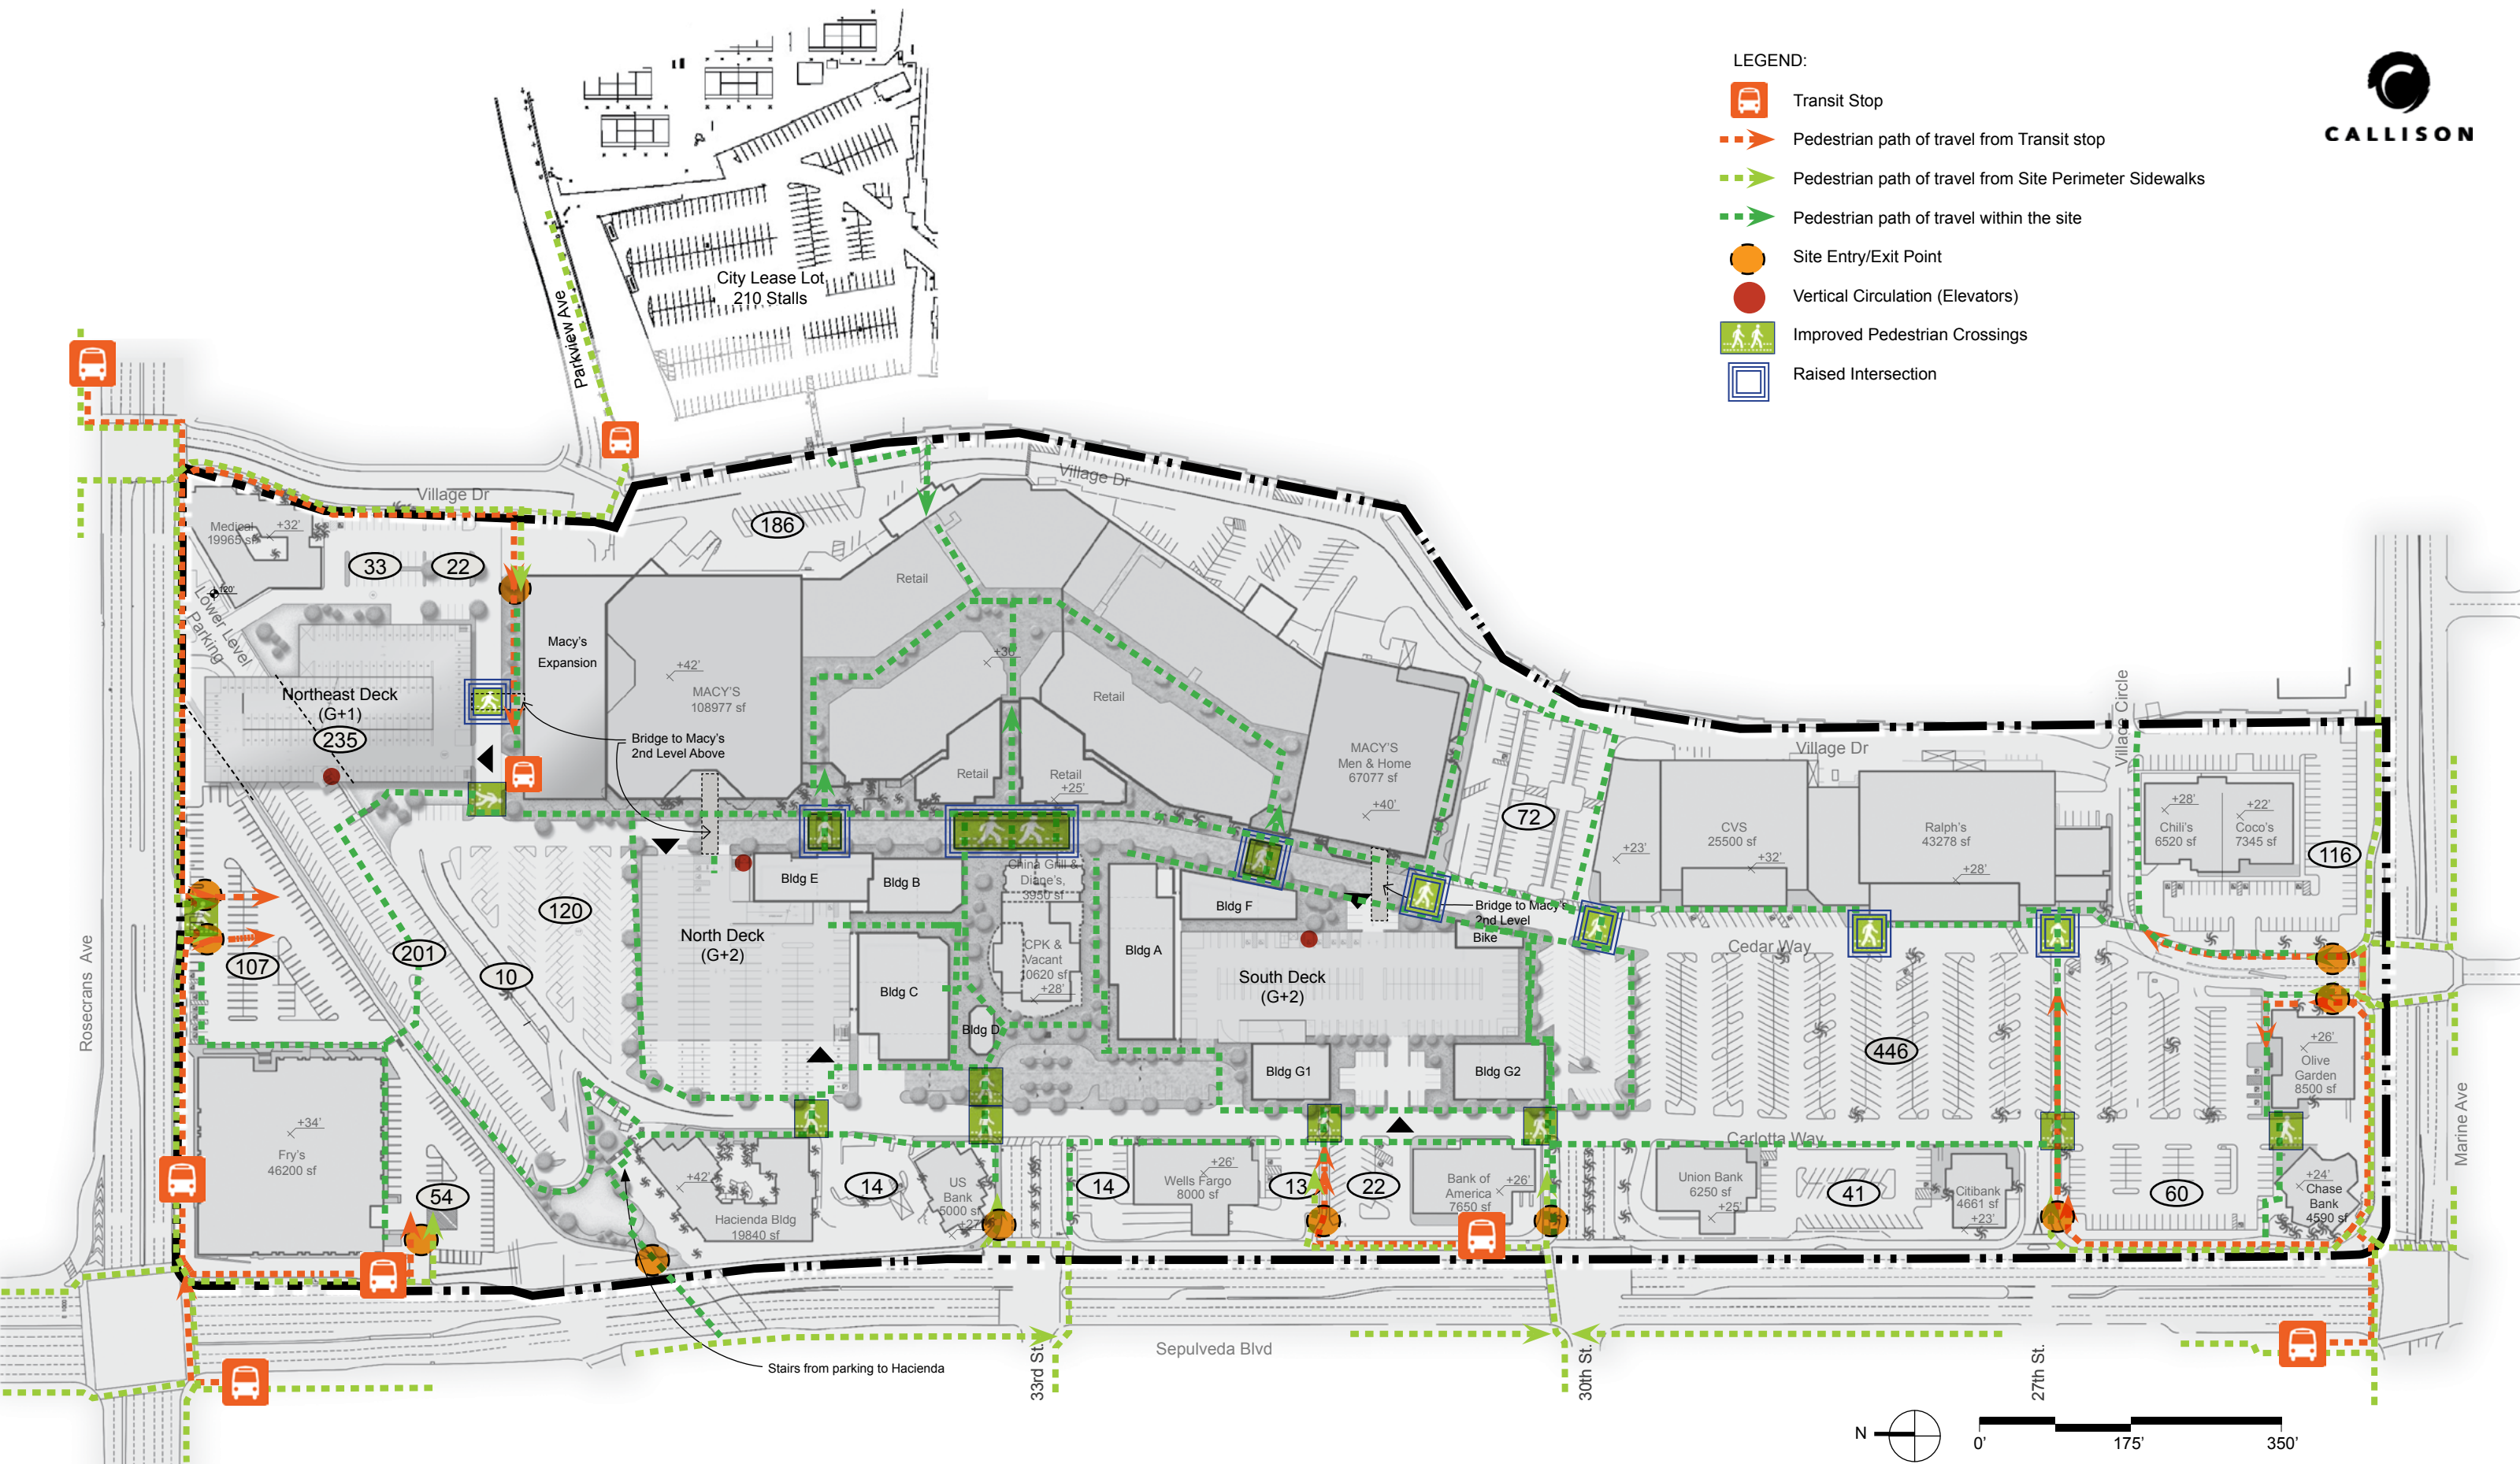 LEGEND:
Transit Stop
Pedestrian path of travel from Transit stop
Pedestrian path of travel from Site Perimeter Sidewalks
Pedestrian path of travel within the site
Site Entry/Exit Point
Vertical Circulation (Elevators)
Improved Pedestrian Crossings
Raised Intersection
CALLISON
City Lease Lot
210 Stalls
Parkview Ave
Village Dr
Village Dr
Medical
19965 sf
+32'
33
22
186
Lower Level
Parking
Northeast Deck
(G+1)
235
Macy's
Expansion
+42'
MACY'S
108977 sf
Bridge to Macy's
2nd Level Above
Retail
Retail
Retail
Retail
+25'
MACY'S
Men & Home
67077 sf
+40'
72
+23'
CVS
25500 sf
+32'
Village Dr
Ralph's
43278 sf
+28'
Village Circle
+28'
Chili's
6520 sf
+22'
Coco's
7345 sf
116
Rosecrans Ave
107
201
10
120
North Deck
(G+2)
Bldg E
Bldg B
Bldg C
Bldg D
China Grill &
Diane's,
3950 sf
CPK &
Vacant
+28'
Bldg A
Bldg F
South Deck
(G+2)
Bridge to Macy's
2nd Level
Bike
Bldg G1
Bldg G2
Cedar Way
446
Carlotta Way
+26'
Olive
Garden
8500 sf
Marine Ave
+34'
Fry's
46200 sf
54
+42'
Hacienda Bldg
19840 sf
14
US
Bank
5000 sf
+27'
14
+26'
Wells Fargo
8000 sf
13
22
Bank of
America
7650 sf
+26'
Union Bank
6250 sf
+25'
41
Citibank
4661 sf
+23'
60
+24'
Chase
Bank
4590 sf
Stairs from parking to Hacienda
33rd St.
Sepulveda Blvd
30th St.
27th St.
N
0'
175'
350'